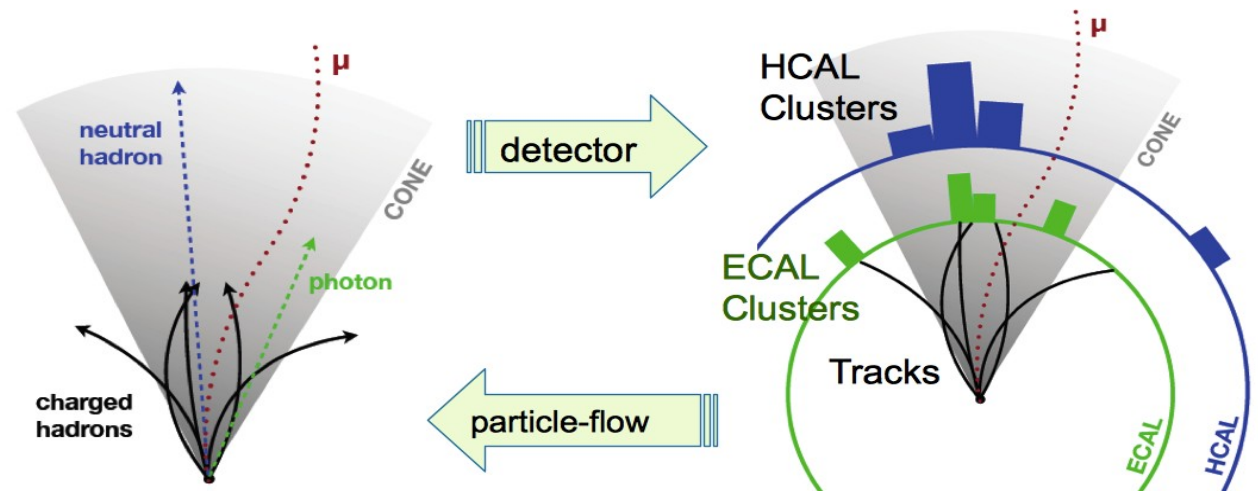 μ
neutral
hadron
CONE
photon
charged
hadrons
detector
particle-flow
μ
HCAL
Clusters
CONE
ECAL
Clusters
Tracks
ECAL
HCAL